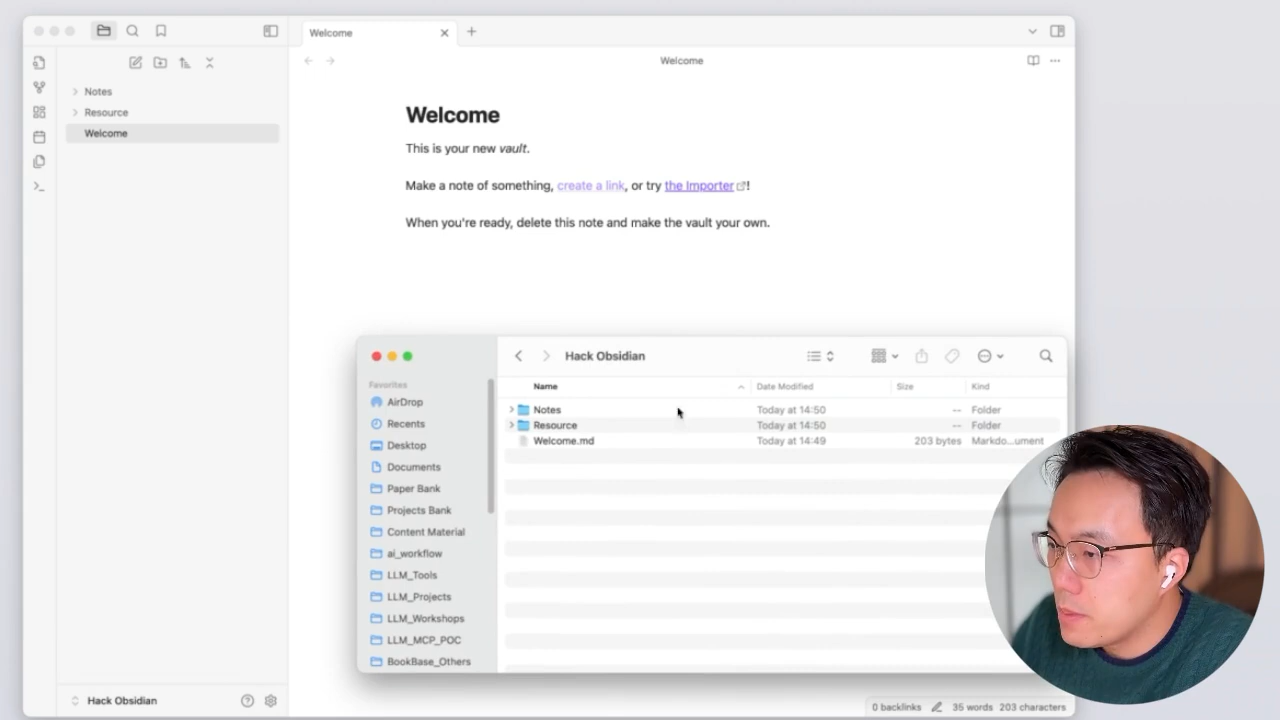 Welcome
Welcome
Notes
Resource
Welcome
Welcome
This is your new vault.
Make a note of something, create a link, or try the Importer!
When you're ready, delete this note and make the vault your own.
Hack Obsidian
Favorites
AirDrop
Recents
Desktop
Documents
Paper Bank
Projects Bank
Content Material
ai_workflow
LLM_Tools
LLM_Projects
LLM_Workshops
LLM_MCP_POC
BookBase_Others
Name Date Modified Size Kind
Notes Today at 14:50 -- Folder
Resource Today at 14:50 -- Folder
Welcome.md Today at 14:49 203 bytes Markdo...ument
Hack Obsidian
0 backlinks 35 words 203 characters